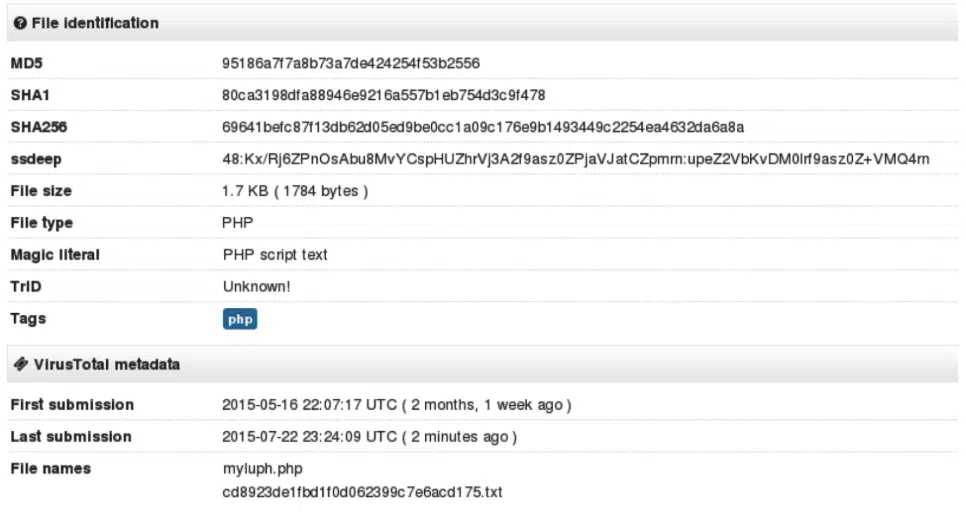 File identification
MD5 95186a7f7a8b73a7de424254f53b2556
SHA1 80ca3198dfa88946e9216a557b1eb754d3c9f478
SHA256 69641befc87f13db62d05ed9be0cc1a09c176e9b1493449c2254ea4632da6a8a
ssdeep 48:Kx/Rj6ZPnOsAbu8MvYCspHUZhrVj3A2f9asz0ZPjaVJatCZpmrn:upeZ2VbKvDM0lrf9asz0Z+VMQ4rn
File size 1.7 KB ( 1784 bytes )
File type PHP
Magic literal PHP script text
TrID Unknown!
Tags php
VirusTotal metadata
First submission 2015-05-16 22:07:17 UTC ( 2 months, 1 week ago )
Last submission 2015-07-22 23:24:09 UTC ( 2 minutes ago )
File names myluph.php
cd8923de1fbd1f0d062399c7e6acd175.txt